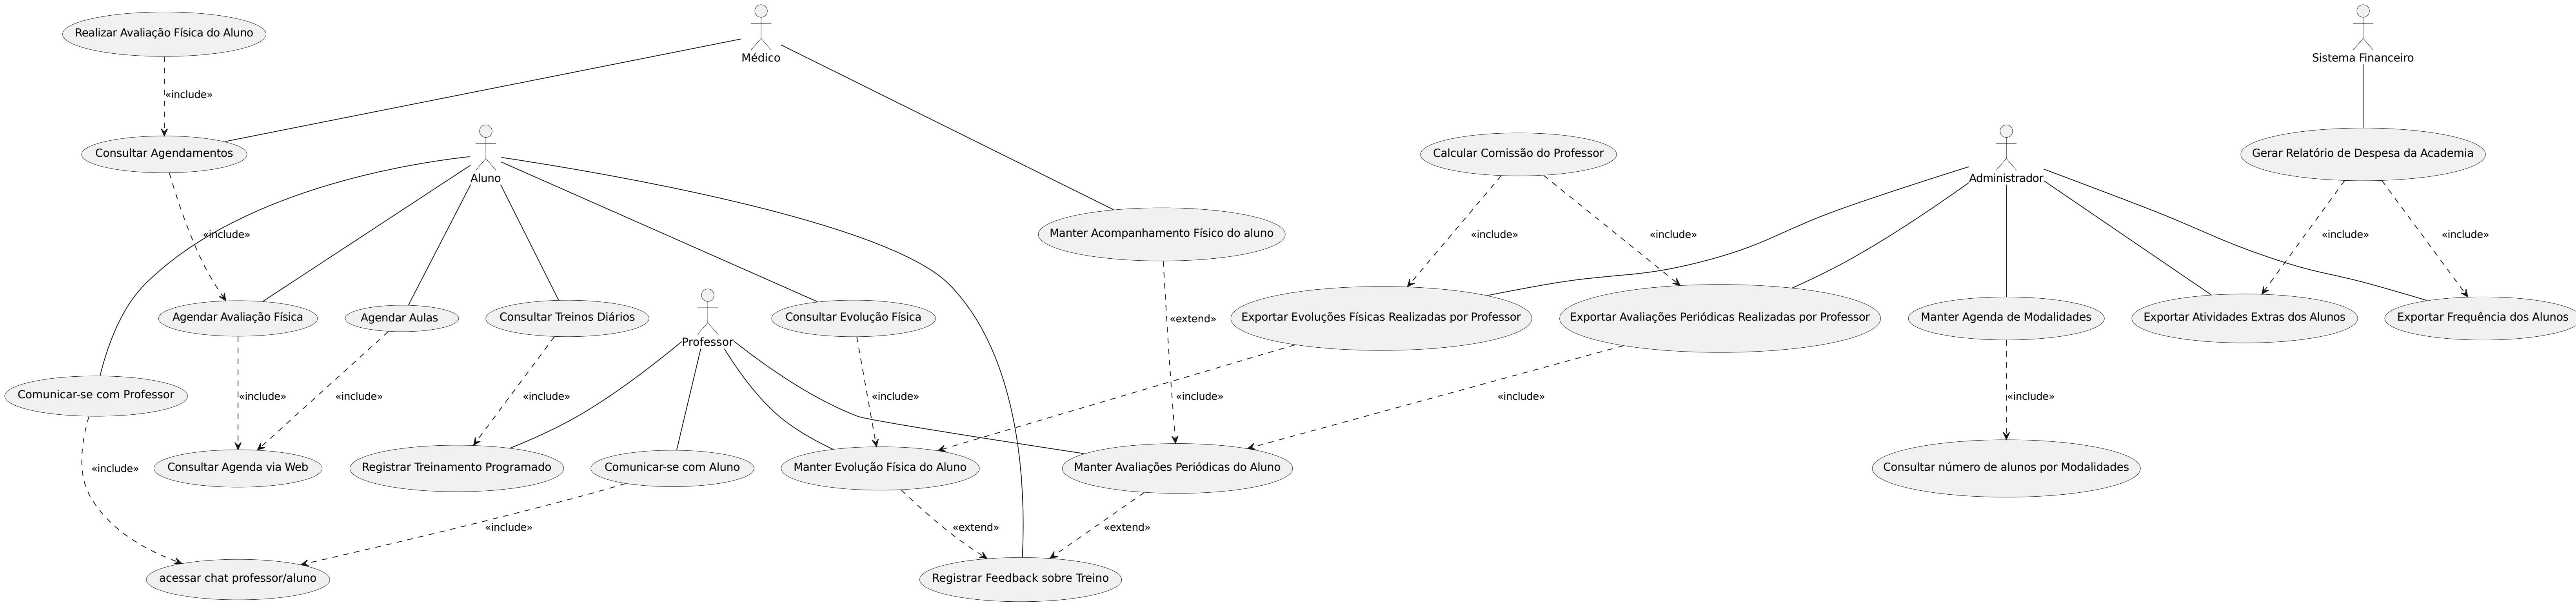 Realizar Avaliação Física do Aluno
Médico
Sistema Financeiro
«include»
Consultar Agendamentos
Aluno
Calcular Comissão do Professor
Administrador
Gerar Relatório de Despesa da Academia
«include»
Manter Acompanhamento Físico do aluno
«include»
«include»
«include»
«include»
Agendar Avaliação Física
Agendar Aulas
Consultar Treinos Diários
Professor
Consultar Evolução Física
«extend»
Exportar Evoluções Físicas Realizadas por Professor
Exportar Avaliações Periódicas Realizadas por Professor
Manter Agenda de Modalidades
Exportar Atividades Extras dos Alunos
Exportar Frequência dos Alunos
Comunicar-se com Professor
«include»
«include»
«include»
«include»
«include»
«include»
«include»
«include»
Consultar Agenda via Web
Registrar Treinamento Programado
Comunicar-se com Aluno
Manter Evolução Física do Aluno
Manter Avaliações Periódicas do Aluno
Consultar número de alunos por Modalidades
«include»
«extend»
«extend»
acessar chat professor/aluno
Registrar Feedback sobre Treino